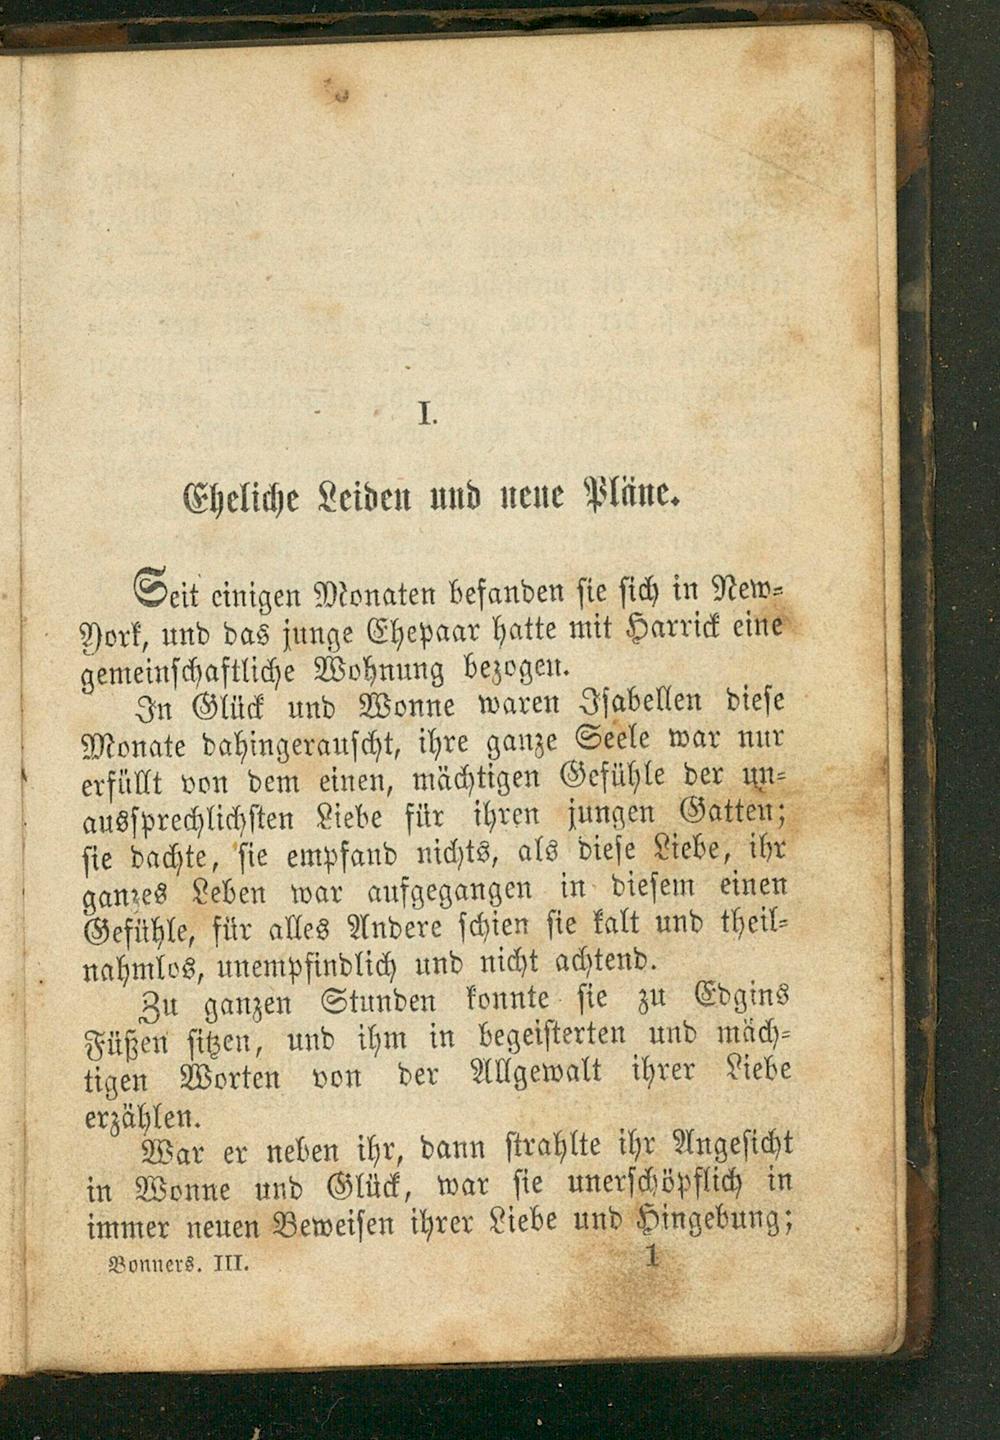 I.
Eheliche Leiden und neue Pläne.
Seit einigen Monaten befanden sie sich in New-
York, und das junge Ehepaar hatte mit Harrick eine
gemeinschaftliche Wohnung bezogen.
In Glück und Wonne waren Isabellen diese
Monate dahingerauscht, ihre ganze Seele war nur
erfüllt von dem einen, mächtigen Gefühle der un-
aussprechlichsten Liebe für ihren jungen Gatten;
sie dachte, sie empfand nichts, als diese Liebe, ihr
ganzes Leben war aufgegangen in diesem einen
Gefühle, für alles Andere schien sie kalt und theil-
nahmlos, unempfindlich und nicht achtend.
Zu ganzen Stunden konnte sie zu Edgins
Füßen sitzen, und ihm in begeisterten und mäch-
tigen Worten von der Allgewalt ihrer Liebe
erzählen.
War er neben ihr, dann strahlte ihr Angesicht
in Wonne und Glück, war sie unerschöpflich in
immer neuen Beweisen ihrer Liebe und Hingebung;
Bonners. III. 1